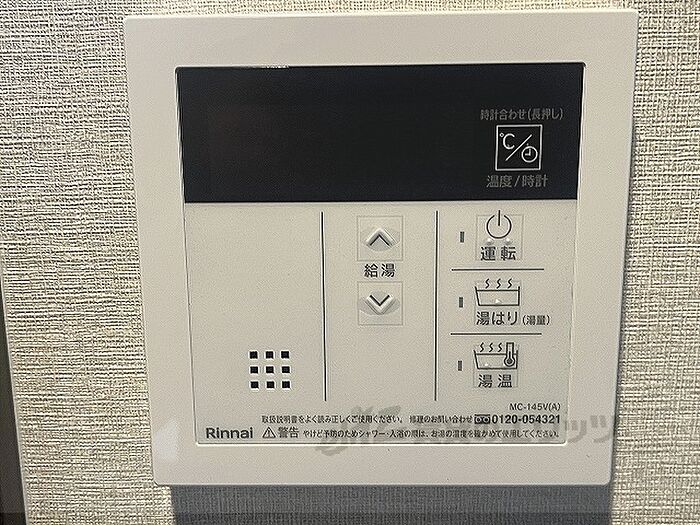 時計合わせ(長押し)
℃/
温度/時計
給湯
運転
湯はり(湯量)
湯温
MC-145V(A)
取扱説明書をよく読み正しくご使用ください。 修理のお問い合わせ 0120-054321
Rinnai ⚠警告 やけど予防のためシャワー・入浴の際は、お湯の温度を確かめて使用してください。